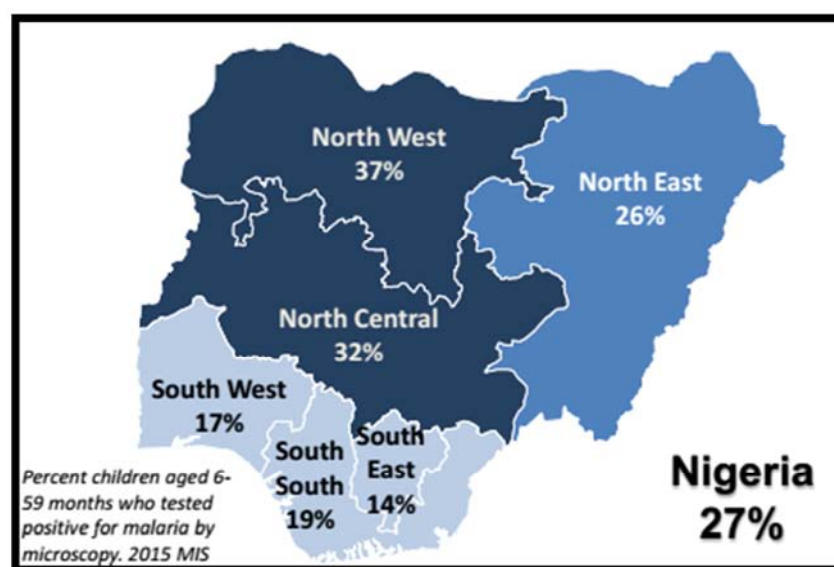 North West
37%
North East
26%
North Central
32%
South West
17%
South
South
19%
South
East
14%
Percent children aged 6-
59 months who tested
positive for malaria by
microscopy. 2015 MIS
Nigeria
27%